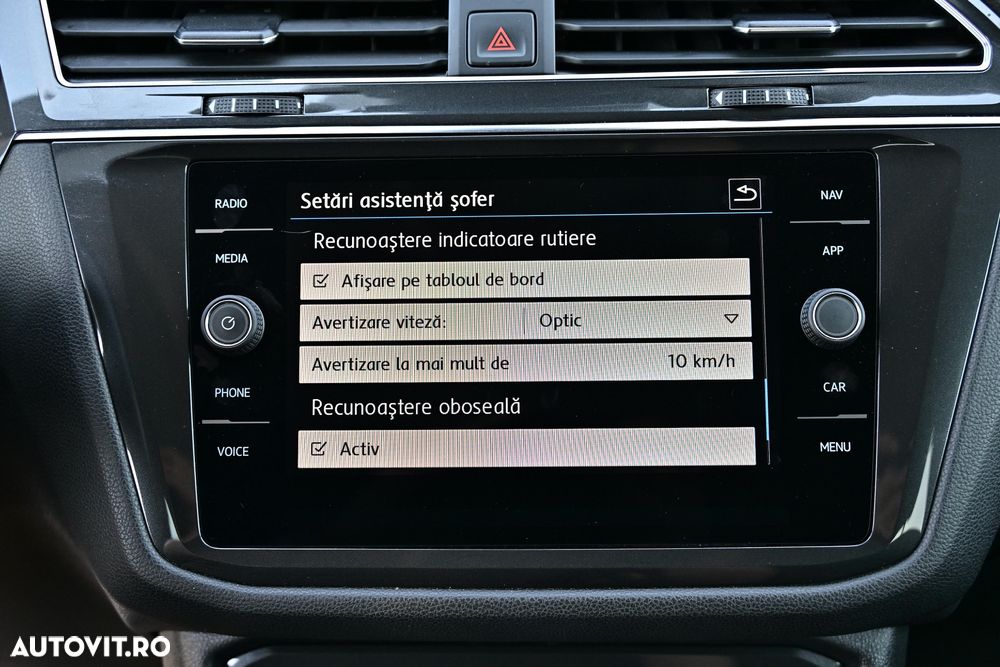 RADIO
MEDIA
PHONE
VOICE
Setări asistenţă şofer
Recunoaştere indicatoare rutiere
Afişare pe tabloul de bord
Avertizare viteză: Optic
Avertizare la mai mult de 10 km/h
Recunoaştere oboseală
Activ
NAV
APP
CAR
MENU
AUTOVIT.RO